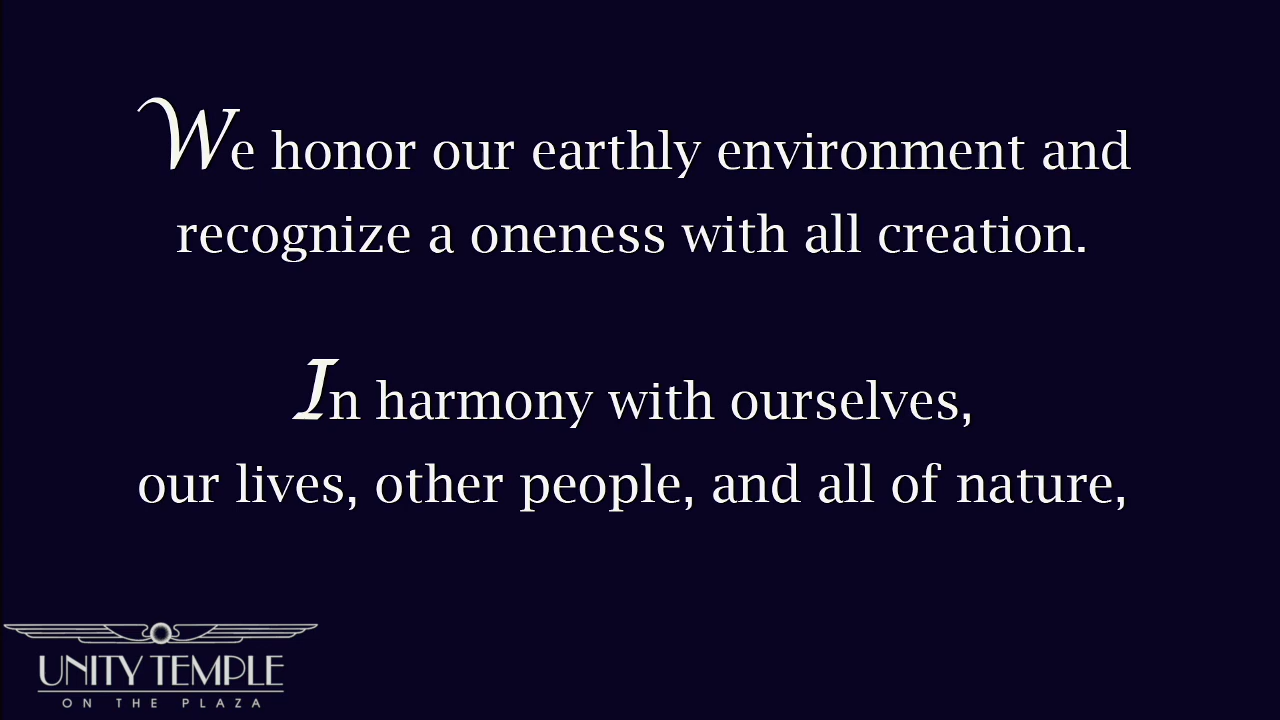 We honor our earthly environment and
recognize a oneness with all creation.
In harmony with ourselves,
our lives, other people, and all of nature,
UNITY TEMPLE
ON THE PLAZA